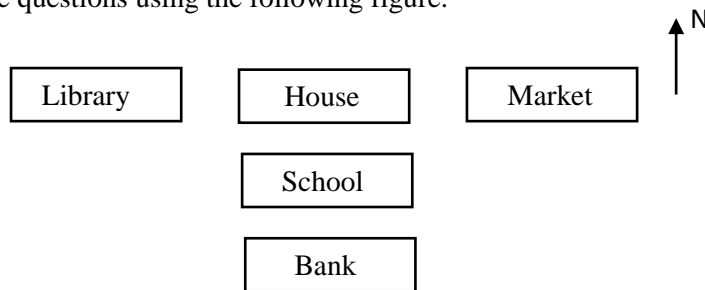 e questions using the following figure.
N
Library House Market
School
Bank